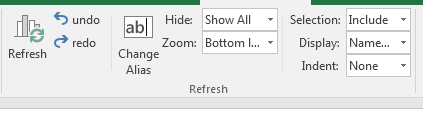 undo Hide: Show All Selection: Include
Refresh redo ab| Change Alias Zoom: Bottom I... Display: Name...
Indent: None
Refresh